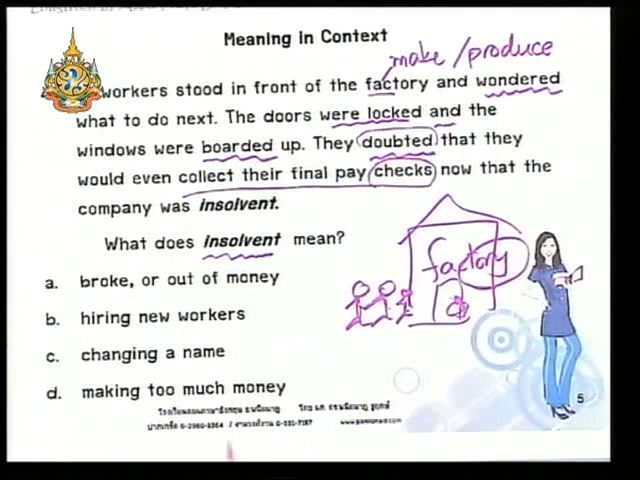 Meaning in Context
make /produce
workers stood in front of the factory and wondered
what to do next. The doors were locked and the
windows were boarded up. They doubted that they
would even collect their final pay checks now that the
company was insolvent.
What does insolvent mean?
factory
a. broke, or out of money
b. hiring new workers
c. changing a name
d. making too much money
5